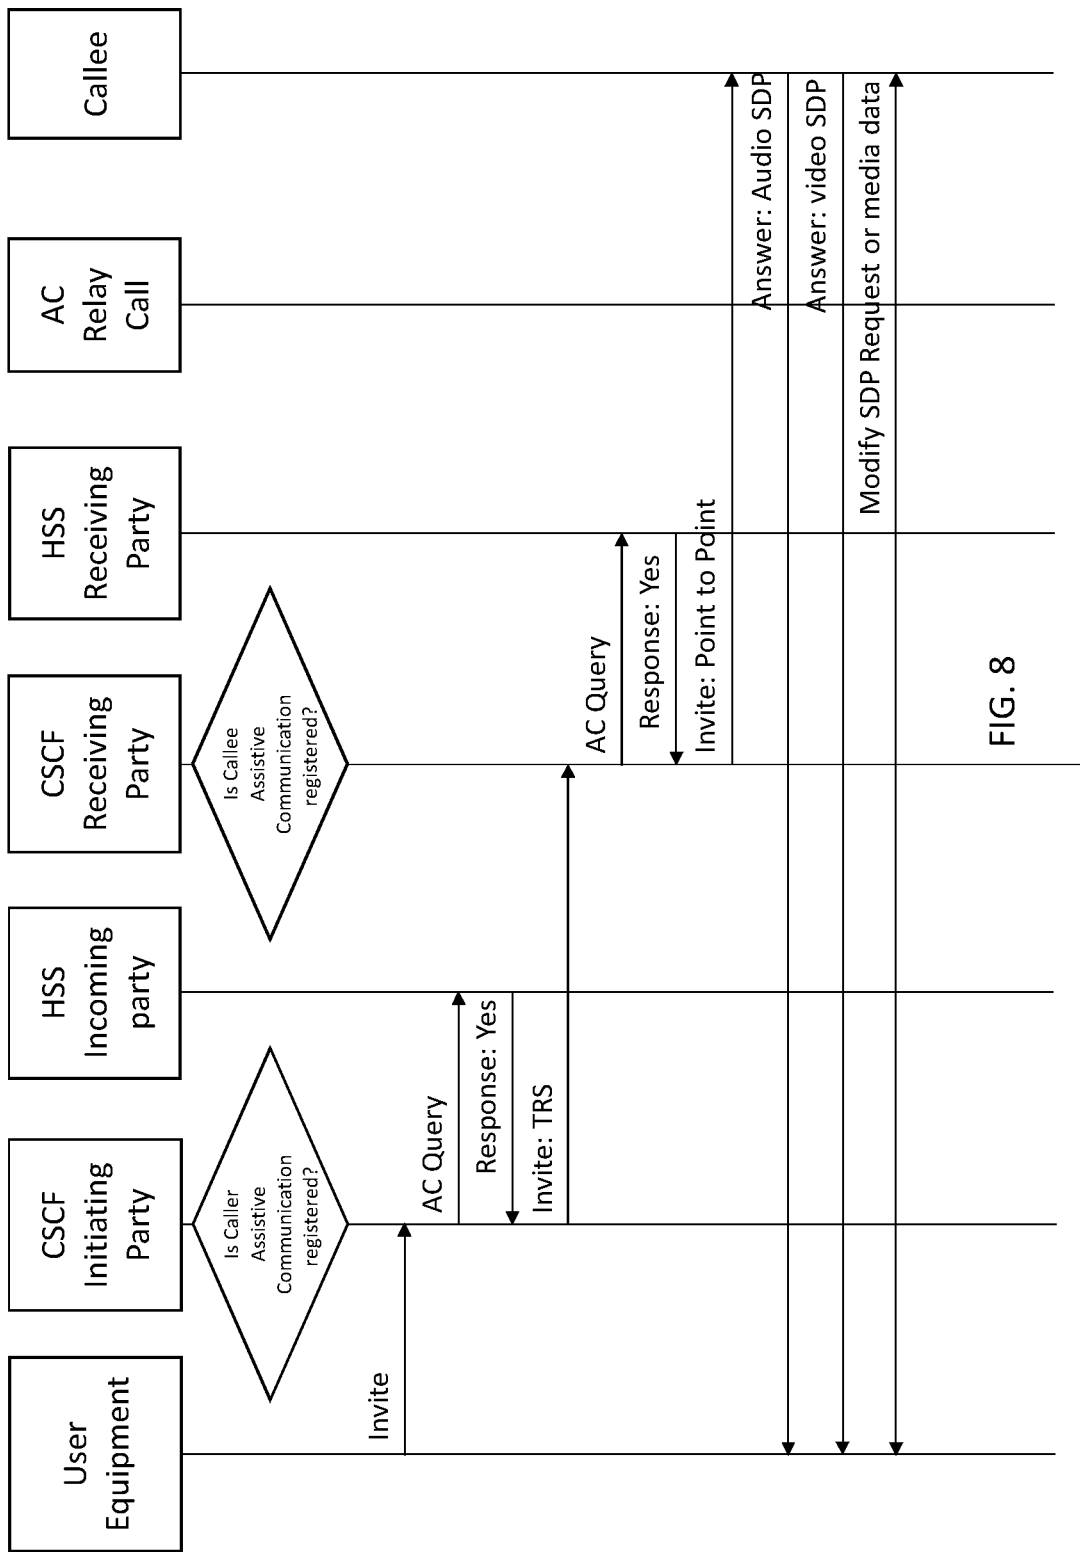 User
Equipment
CSCF
Initiating
Party
HSS
Incoming
party
CSCF
Receiving
Party
HSS
Receiving
Party
AC
Relay
Call
Callee
Is Caller
Assistive
Communication
registered?
Is Callee
Assistive
Communication
registered?
Invite
AC Query
Response: Yes
Invite: TRS
AC Query
Response: Yes
Invite: Point to Point
Answer: Audio SDP
Answer: video SDP
Modify SDP Request or media data
FIG. 8